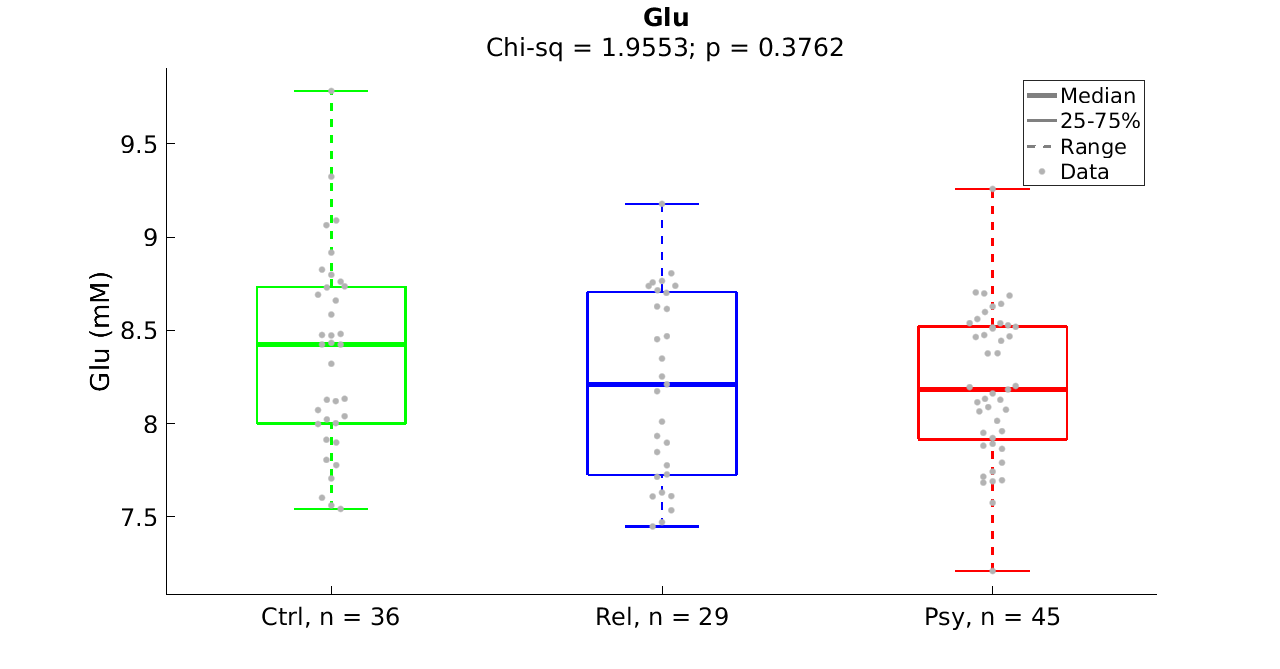 Glu
Chi-sq = 1.9553; p = 0.3762
Median
25-75%
Range
Data
Glu (mM)
9.5
9
8.5
8
7.5
Ctrl, n = 36
Rel, n = 29
Psy, n = 45